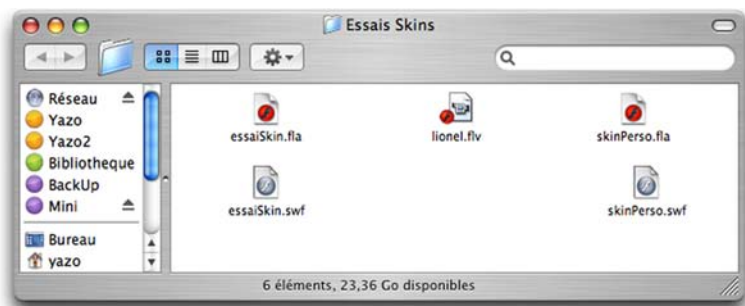 Essais Skins
Réseau
Yazo
Yazo2
Bibliotheque
BackUp
Mini
Bureau
yazo
essaiSkin.fla
lionel.flv
skinPerso.fla
essaiSkin.swf
skinPerso.swf
6 éléments, 23,36 Go disponibles